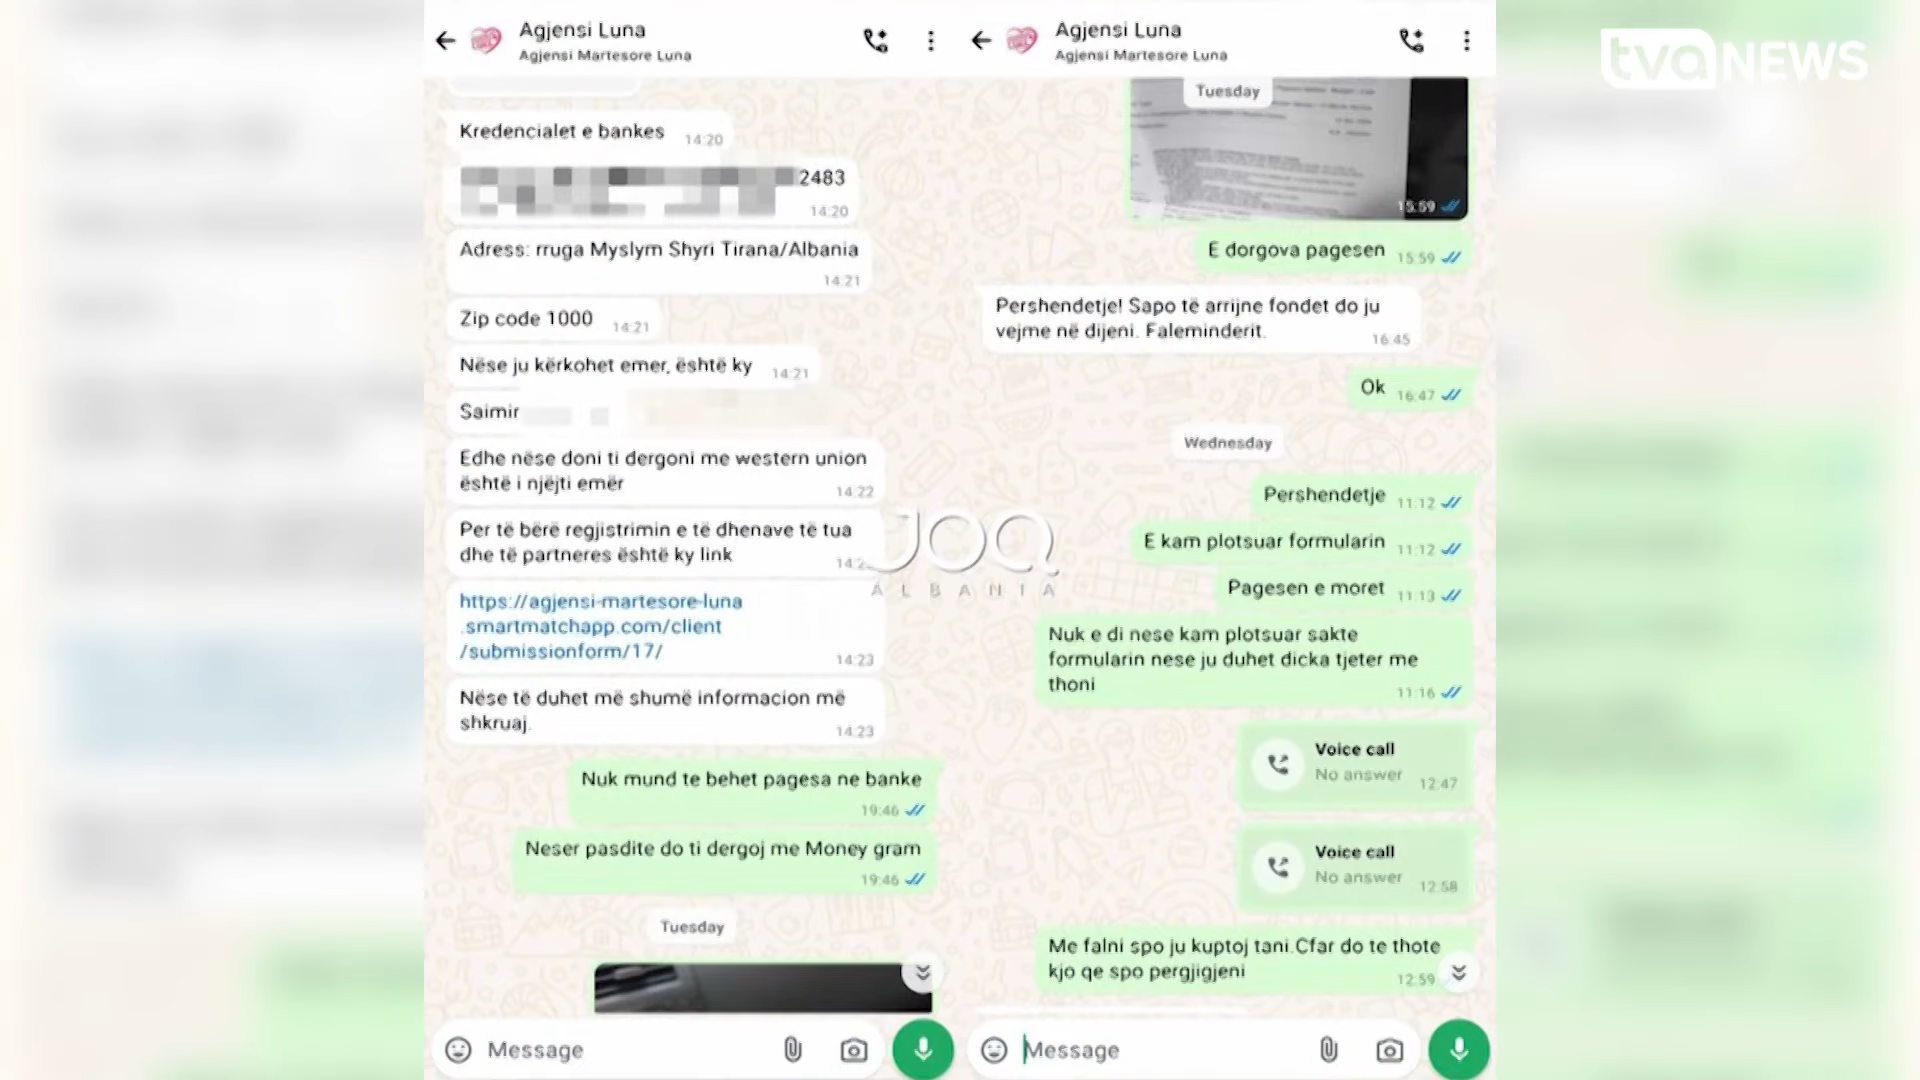 Agjensi Luna
Agjensi Martesore Luna
Kredencialet e bankes
14:20
2483
14:20
Adress: rruga Myslym Shyri Tirana/Albania
14:21
Zip code 1000
14:21
Nëse ju kërkohet emer, është ky
14:21
Saimir
Edhe nëse doni ti dergoni me western union
është i njëjti emër
14:22
Per të bërë regjistrimin e të dhenave të tua
dhe të partneres është ky link
https://agjensi-martesore-luna
.smartmatchapp.com/client
/submissionform/17/
14:23
Nëse të duhet më shumë informacion më
shkruaj.
14:23
Nuk mund te behet pagesa ne banke
19:46
Neser pasdite do ti dergoj me Money gram
19:46
Tuesday
Message
Agjensi Luna
Agjensi Martesore Luna
Tuesday
15:59
E dorgova pagesen
15:59
Pershendetje! Sapo të arrijne fondet do ju
vejme në dijeni. Faleminderit.
16:45
Ok
16:47
Wednesday
Pershendetje
11:12
E kam plotsuar formularin
11:12
Pagesen e moret
11:13
Nuk e di nese kam plotsuar sakte
formularin nese ju duhet dicka tjeter me
thoni
11:16
Voice call
No answer
12:47
Voice call
No answer
12:58
Me falni spo ju kuptoj tani.Cfar do te thote
kjo qe spo pergjigjeni
12:59
Message
JOQ
ALBANIA
tva NEWS